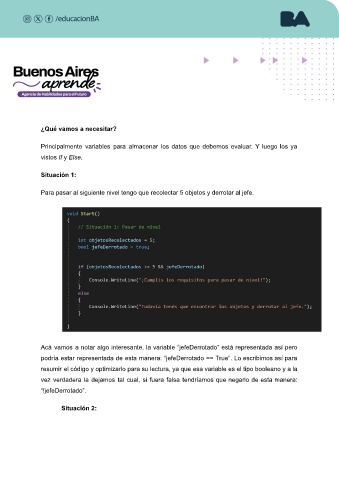 /educacionBA
BA
Buenos Aires
aprende
Agencia de Habilidades para el Futuro
¿Qué vamos a necesitar?
Principalmente variables para almacenar los datos que debemos evaluar. Y luego los ya
vistos If y Else.
Situación 1:
Para pasar al siguiente nivel tengo que recolectar 5 objetos y derrotar al jefe.
void Start()
{
// Situación 1: Pasar de nivel
int objetosRecolectados = 5;
bool jefeDerrotado = true;
if (objetosRecolectados >= 5 && jefeDerrotado)
{
Console.WriteLine("¡Cumplís los requisitos para pasar de nivel!");
}
else
{
Console.WriteLine("Todavía tenés que encontrar los objetos y derrotar al jefe.");
}
}
Acá vamos a notar algo interesante, la variable "jefeDerrotado" está representada así pero
podría estar representada de esta manera: "jefeDerrotado == True". Lo escribimos así para
resumir el código y optimizarlo para su lectura, ya que esa variable es el tipo booleano y a la
vez verdadera la dejamos tal cual, si fuera falsa tendríamos que negarlo de esta manera:
"!jefeDerrotado".
Situación 2: